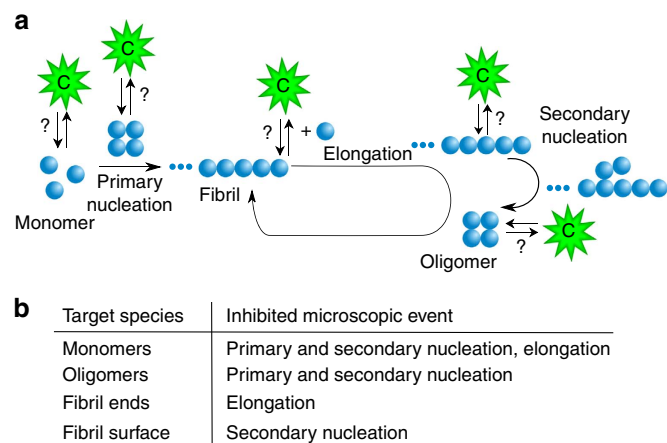 a
C
C
?
?
Monomer
Primary
nucleation
C
?
+
Elongation
Fibril
C
?
Secondary
nucleation
Oligomer
?
C
b
Target species Inhibited microscopic event
Monomers Primary and secondary nucleation, elongation
Oligomers Primary and secondary nucleation
Fibril ends Elongation
Fibril surface Secondary nucleation